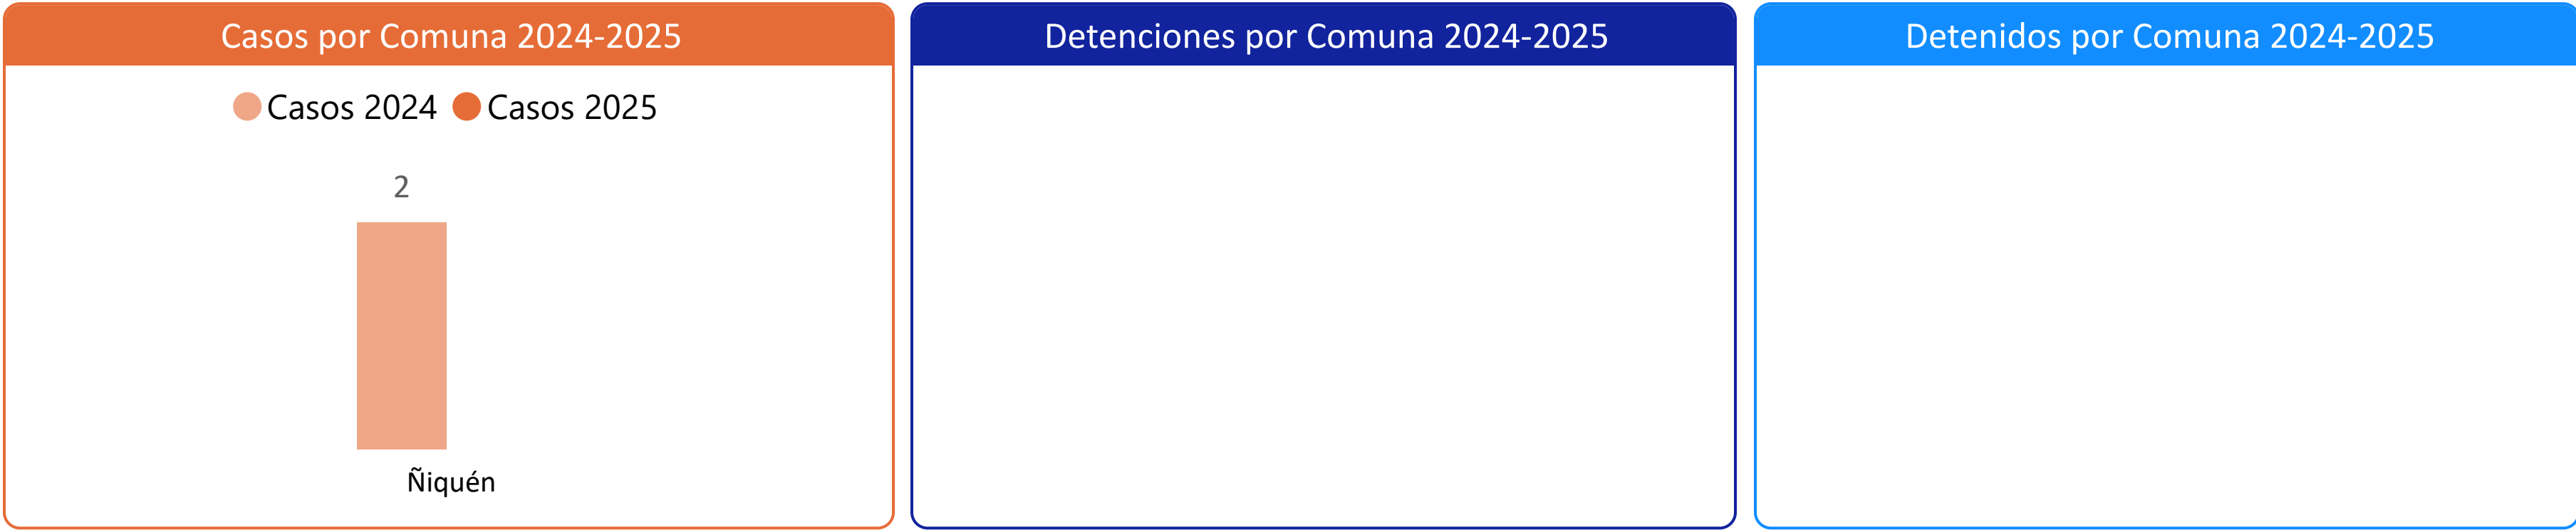 Casos por Comuna 2024-2025
Casos 2024 Casos 2025
2
Ñiquén
Detenciones por Comuna 2024-2025
Detenidos por Comuna 2024-2025